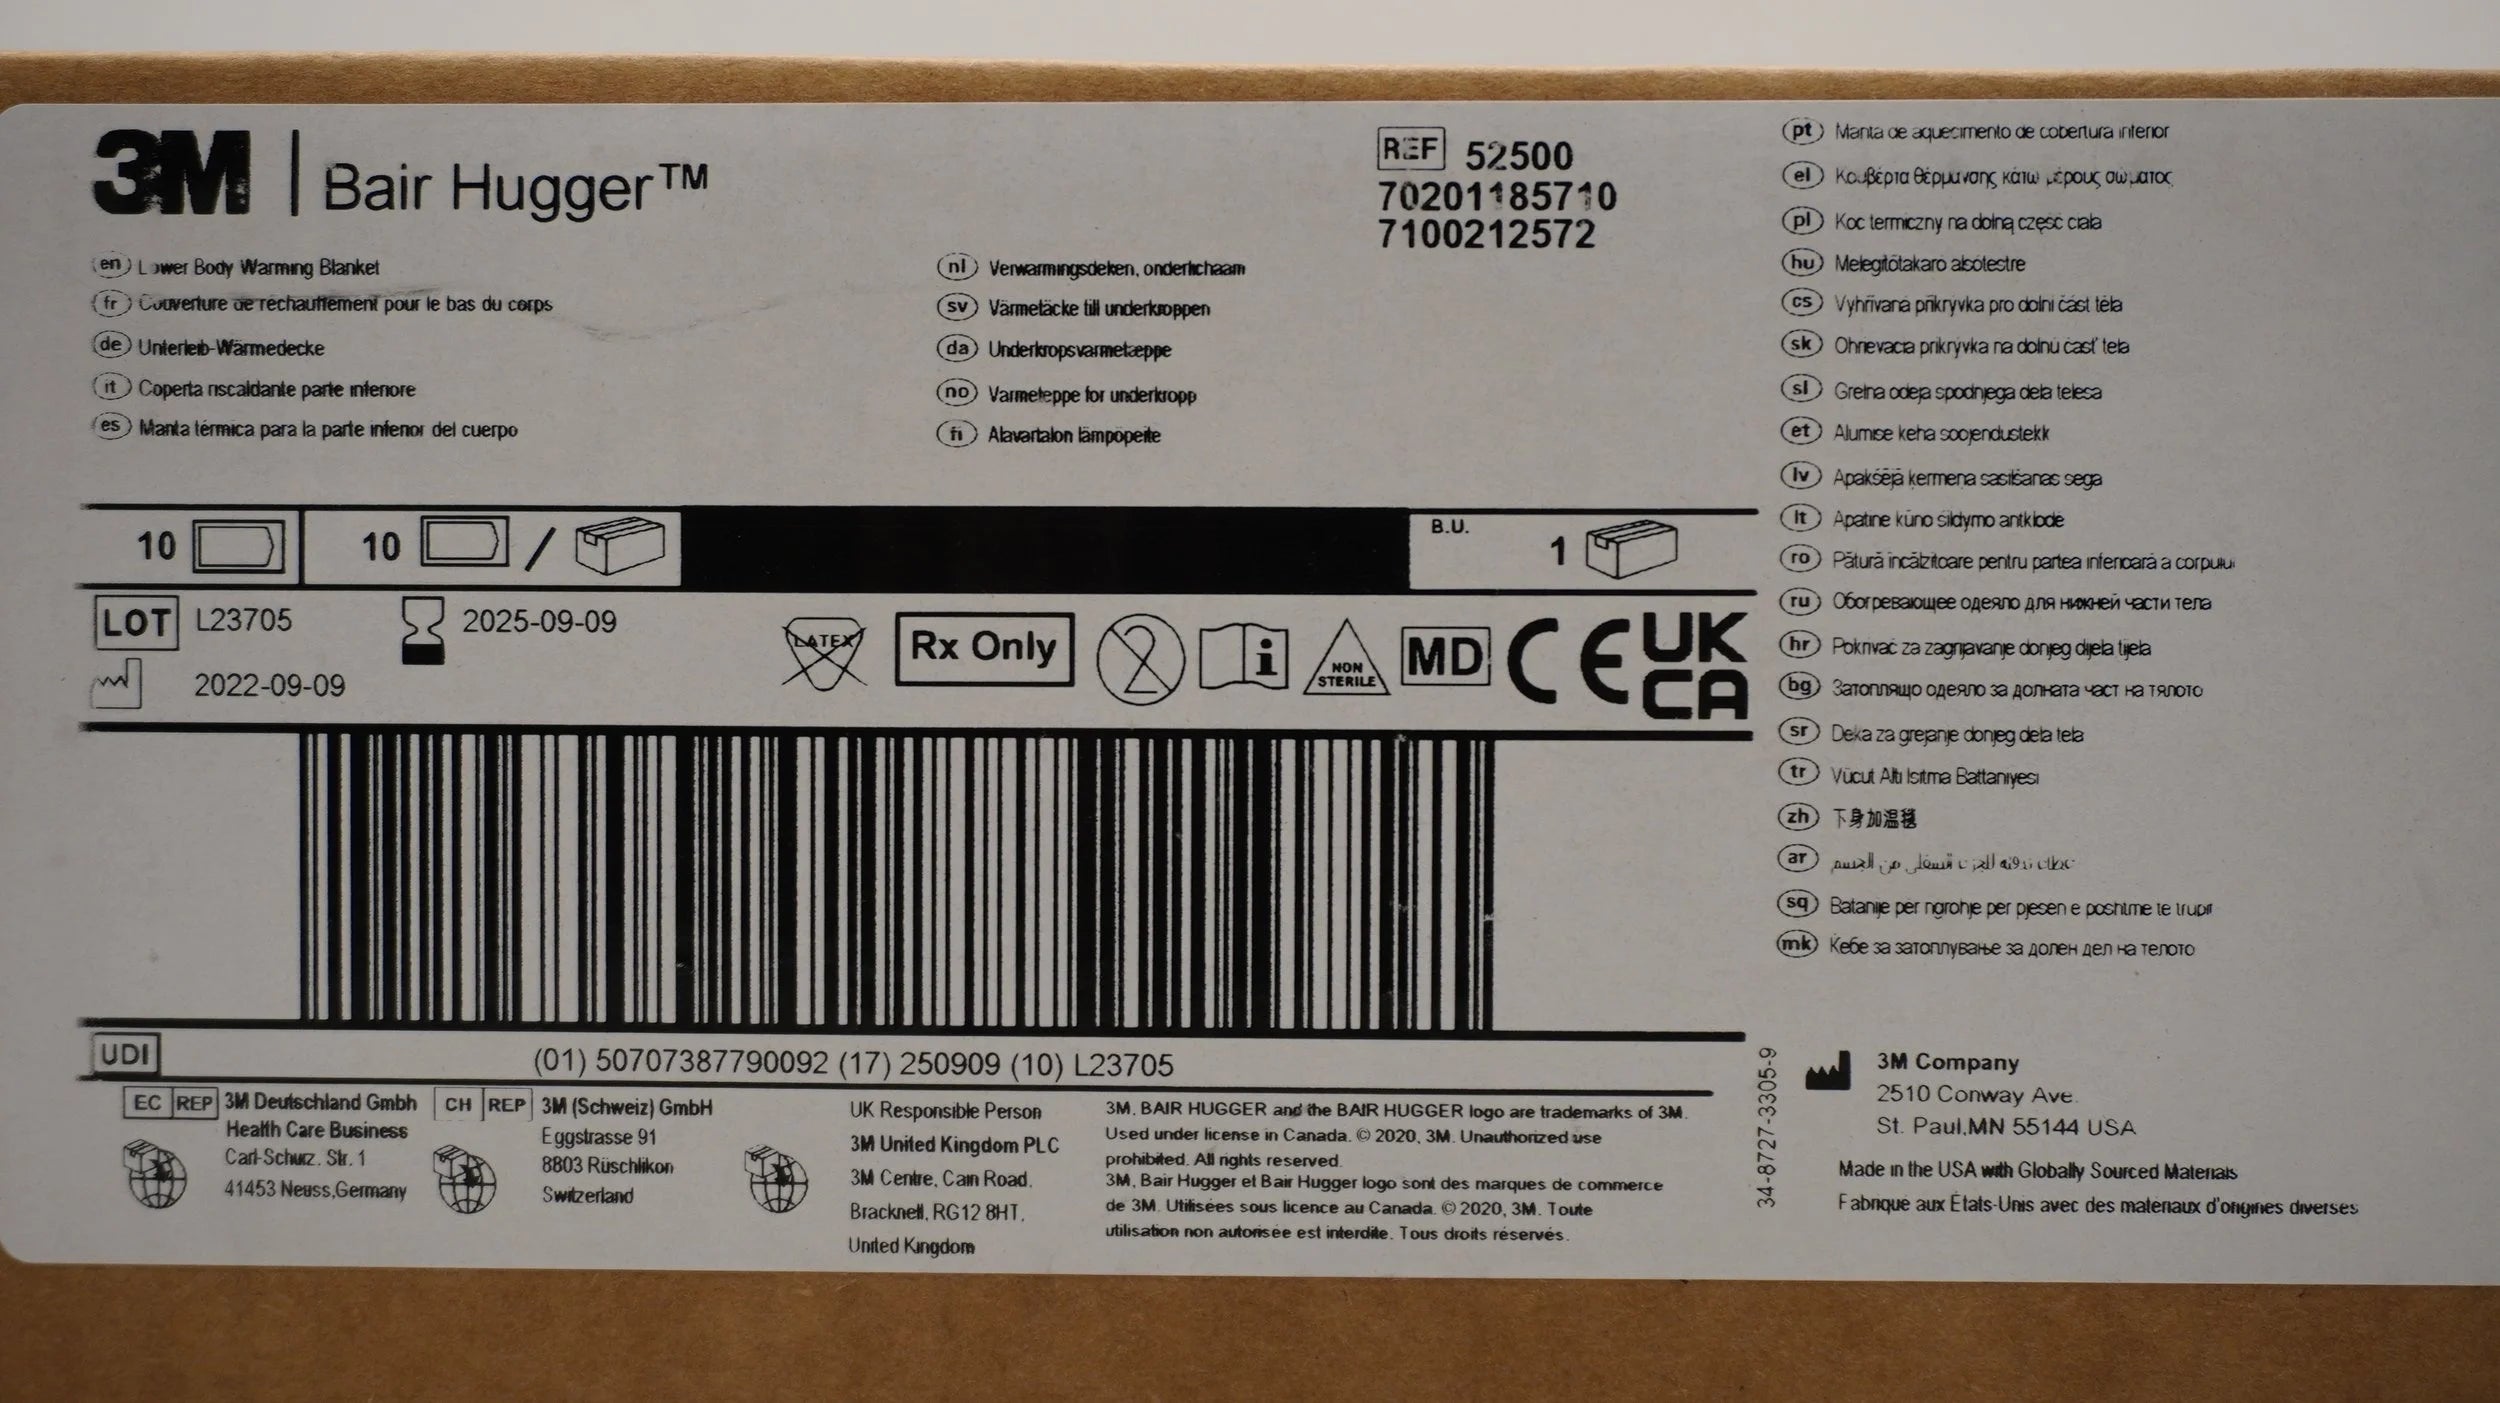 3M | Bair Hugger™
REF 52500
70201185710
7100212572
en Lower Body Warming Blanket
fr Couverture de réchauffement pour le bas du corps
de Unterleib-Wärmedecke
it Coperta riscaldante parte inferiore
es Manta térmica para la parte inferior del cuerpo
nl Verwarmingsdeken, onderlichaam
sv Värmetäcke till underkroppen
da Underkropsvarmetæppe
no Varmeteppe for underkropp
fi Alavartalon lämpöpeite
pt Manta de aquecimento de cobertura inferior
el Κουβέρτα θέρμανσης κάτω μέρους σώματος
pl Koc termiczny na dolną część ciała
hu Melegítőtakaró alsótestre
cs Vyhřívaná přikrývka pro dolní část těla
sk Ohrievacia prikrývka na dolnú časť tela
sl Grelna odeja spodnjega dela telesa
et Alumise keha soojendustekk
lv Apakšējā ķermeņa sasilšanas sega
lt Apatinė kūno šildymo antklodė
ro Pătură încălzitoare pentru partea inferioară a corpului
ru Обогревающее одеяло для нижней части тела
hr Pokrivač za zagrijavanje donjeg dijela tijela
bg Затоплящо одеяло за долната част на тялото
sr Deka za grejanje donjeg dela tela
tr Vücut Altı Isıtma Battaniyesi
zh 下身加温毯
ar من الجسم
sq Batanije për ngrohje për pjesën e poshtme të trupit
mk Ќебе за затоплување за долен дел на телото
10
10 /
B.U.
1
LOT L23705
2025-09-09
2022-09-09
LATEX
Rx Only
2
i
NON
STERILE
MD
CE
UK
CA
UDI
(01) 50707387790092 (17) 250909 (10) L23705
EC REP 3M Deutschland Gmbh
Health Care Business
Carl-Schurz. Str. 1
41453 Neuss,Germany
CH REP 3M (Schweiz) GmbH
Eggstrasse 91
8803 Rüschlikon
Switzerland
UK Responsible Person
3M United Kingdom PLC
3M Centre, Cain Road,
Bracknell, RG12 8HT,
United Kingdom
3M, BAIR HUGGER and the BAIR HUGGER logo are trademarks of 3M.
Used under license in Canada. © 2020, 3M. Unauthorized use
prohibited. All rights reserved.
3M, Bair Hugger et Bair Hugger logo sont des marques de commerce
de 3M. Utilisées sous licence au Canada. © 2020, 3M. Toute
utilisation non autorisée est interdite. Tous droits réservés.
34-8727-3305-9
3M Company
2510 Conway Ave.
St. Paul,MN 55144 USA
Made in the USA with Globally Sourced Materials
Fabriqué aux États-Unis avec des matériaux d'origines diverses